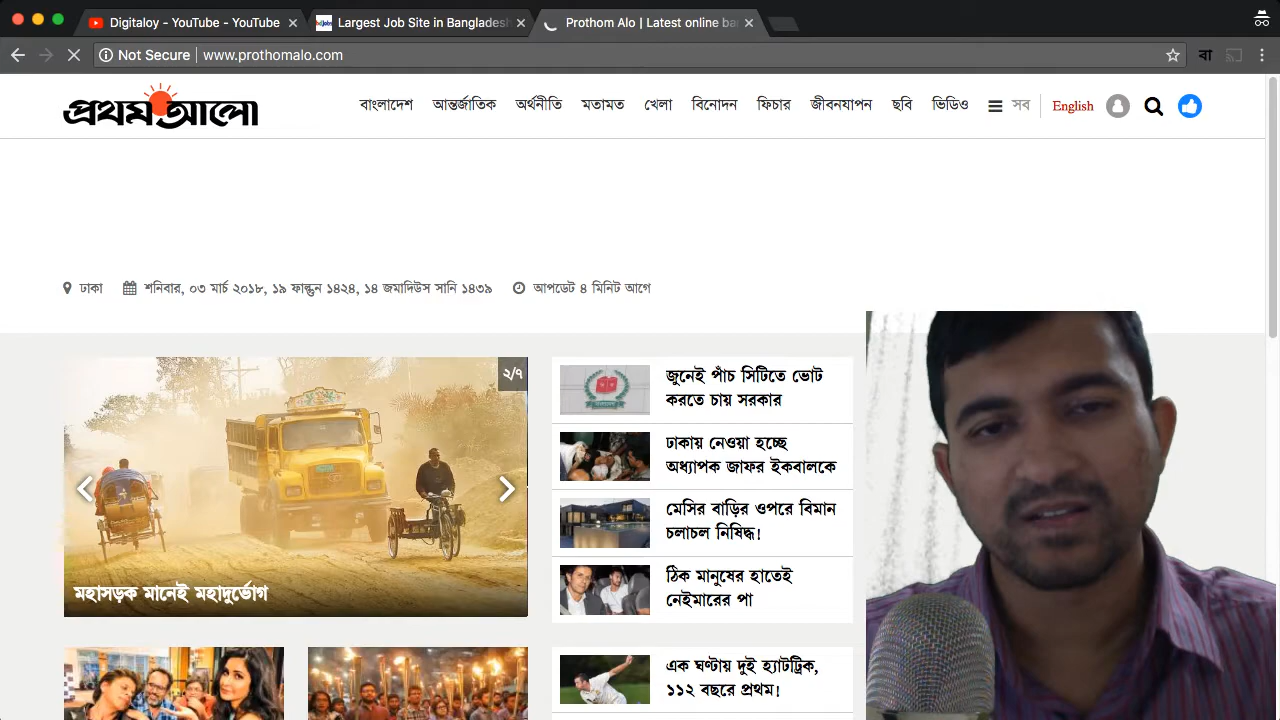 Digitaloy - YouTube - YouTube
Largest Job Site in Bangladesh
Prothom Alo | Latest online ba
Not Secure
www.prothomalo.com
বা
প্রথম আলো
বাংলাদেশ
আন্তর্জাতিক
অর্থনীতি
মতামত
খেলা
বিনোদন
ফিচার
জীবনযাপন
ছবি
ভিডিও
সব
English
ঢাকা
শনিবার, ০৩ মার্চ ২০১৮, ১৯ ফাল্গুন ১৪২৪, ১৪ জমাদিউস সানি ১৪৩৯
আপডেট ৪ মিনিট আগে
২/৭
মহাসড়ক মানেই মহাদুর্ভোগ
জুনেই পাঁচ সিটিতে ভোট
করতে চায় সরকার
ঢাকায় নেওয়া হচ্ছে
অধ্যাপক জাফর ইকবালকে
মেসির বাড়ির ওপরে বিমান
চলাচল নিষিদ্ধ!
ঠিক মানুষের হাতেই
নেইমারের পা
এক ঘণ্টায় দুই হ্যাটট্রিক,
১১২ বছরে প্রথম!